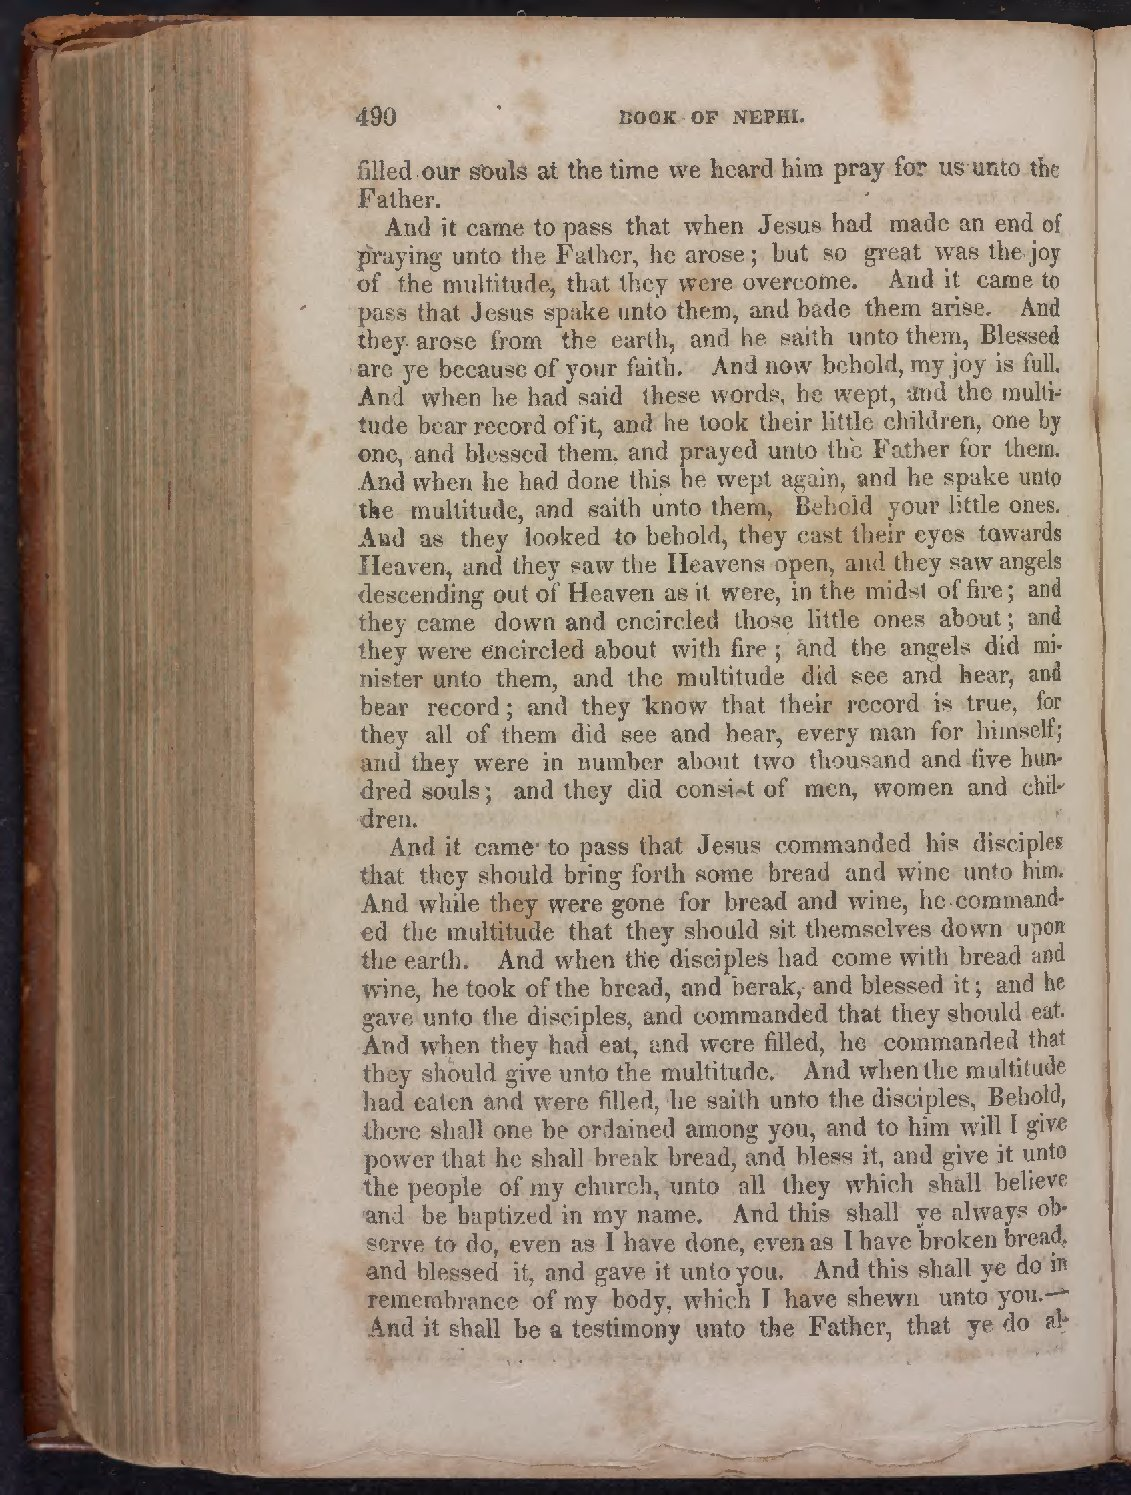 490 BOOK OF NEPHI.
filled our souls at the time we heard him pray for us unto the
Father.
And it came to pass that when Jesus had made an end of
praying unto the Father, he arose; but so great was the joy
of the multitude, that they were overcome. And it came to
pass that Jesus spake unto them, and bade them arise. And
they arose from the earth, and he saith unto them, Blessed
are ye because of your faith. And now behold, my joy is full.
And when he had said these words, he wept, and the multi-
tude bear record of it, and he took their little children, one by
one, and blessed them, and prayed unto the Father for them.
And when he had done this he wept again, and he spake unto
the multitude, and saith unto them, Behold your little ones.
And as they looked to behold, they cast their eyes towards
Heaven, and they saw the Heavens open, and they saw angels
descending out of Heaven as it were, in the midst of fire; and
they came down and encircled those little ones about; and
they were encircled about with fire; and the angels did mi-
nister unto them, and the multitude did see and hear, and
bear record; and they know that their record is true, for
they all of them did see and hear, every man for himself;
and they were in number about two thousand and five hun-
dred souls; and they did consist of men, women and chil-
dren.
And it came to pass that Jesus commanded his disciples
that they should bring forth some bread and wine unto him.
And while they were gone for bread and wine, he command-
ed the multitude that they should sit themselves down upon
the earth. And when the disciples had come with bread and
wine, he took of the bread, and berak, and blessed it; and he
gave unto the disciples, and commanded that they should eat.
And when they had eat, and were filled, he commanded that
they should give unto the multitude. And when the multitude
had eaten and were filled, he saith unto the disciples, Behold,
there shall one be ordained among you, and to him will I give
power that he shall break bread, and bless it, and give it unto
the people of my church, unto all they which shall believe
and be baptized in my name. And this shall ye always ob-
serve to do, even as I have done, even as I have broken bread,
and blessed it, and gave it unto you. And this shall ye do in
remembrance of my body, which I have shewn unto you.—
And it shall be a testimony unto the Father, that ye do al-